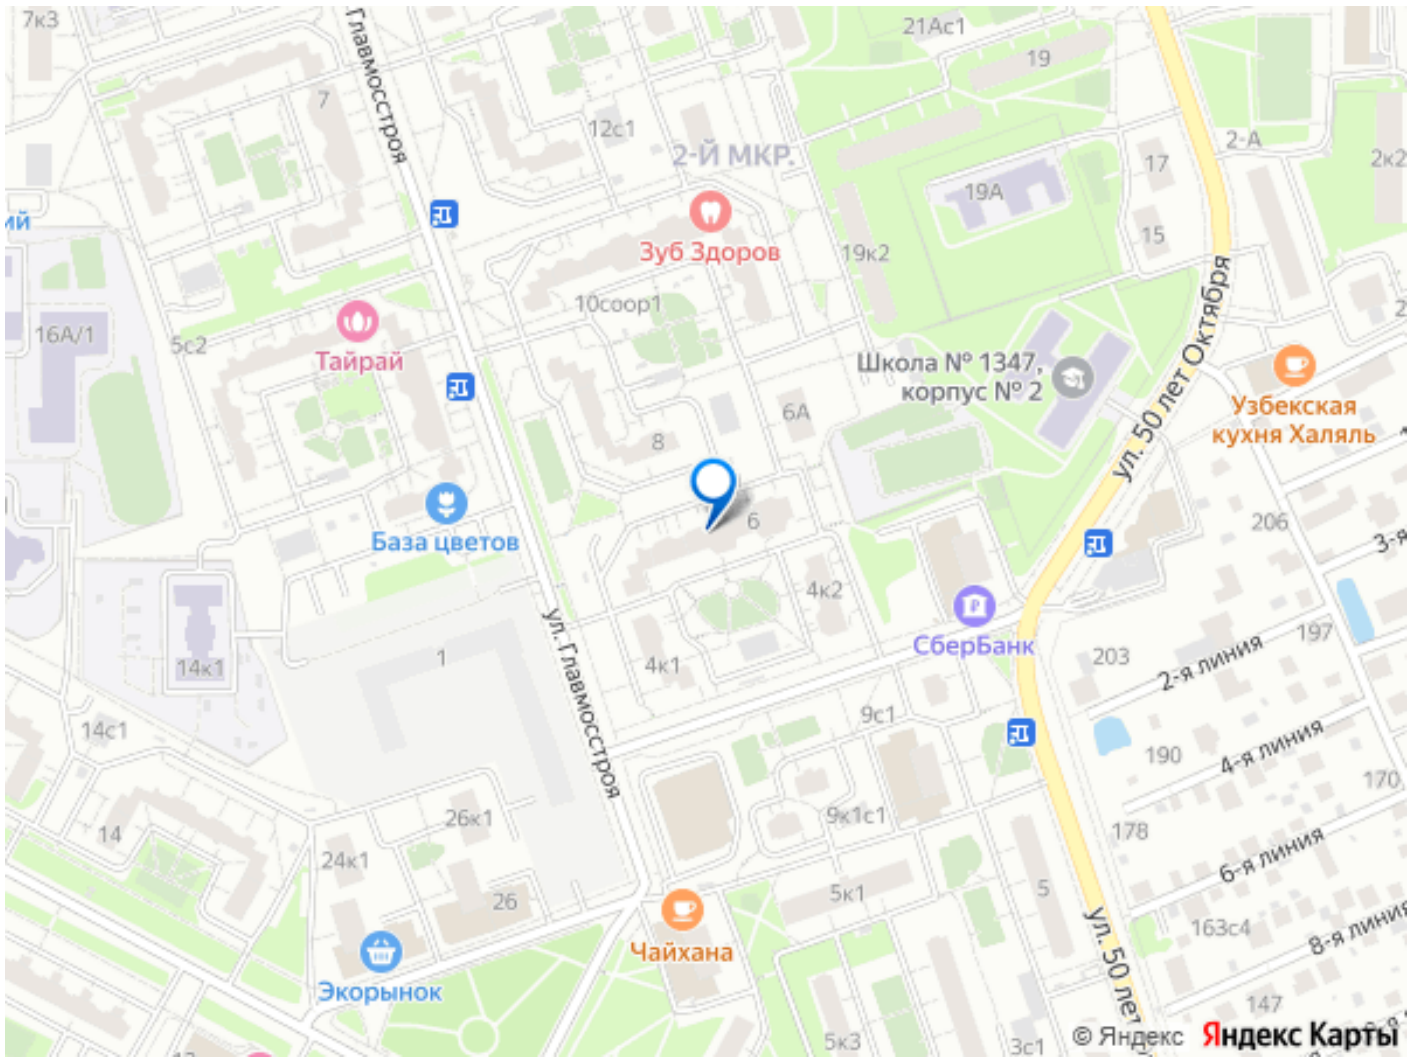 7к3
ул. Главмосстроя
21Ас1
19
7
12с1
2-Й МКР.
17
2-А
2к2
19А
ий
Зуб Здоров
19к2
15
10соор1
16А/1
5с2
Тайрай
Школа № 1347,
корпус № 2
ул. 50 лет Октября
Узбекская
кухня Халяль
6А
8
База цветов
6
206
3-я
4к2
СберБанк
197
203
2-я линия
ул. Главмосстроя
1
14к1
4к1
9с1
14с1
190
4-я линия
170
26к1
9к1с1
178
14
24к1
6-я линия
26
5к1
5
163с4
8-я линия
Чайхана
ул. 50 лет
Экорынок
147
5к3
3с1
© Яндекс
Яндекс Карты